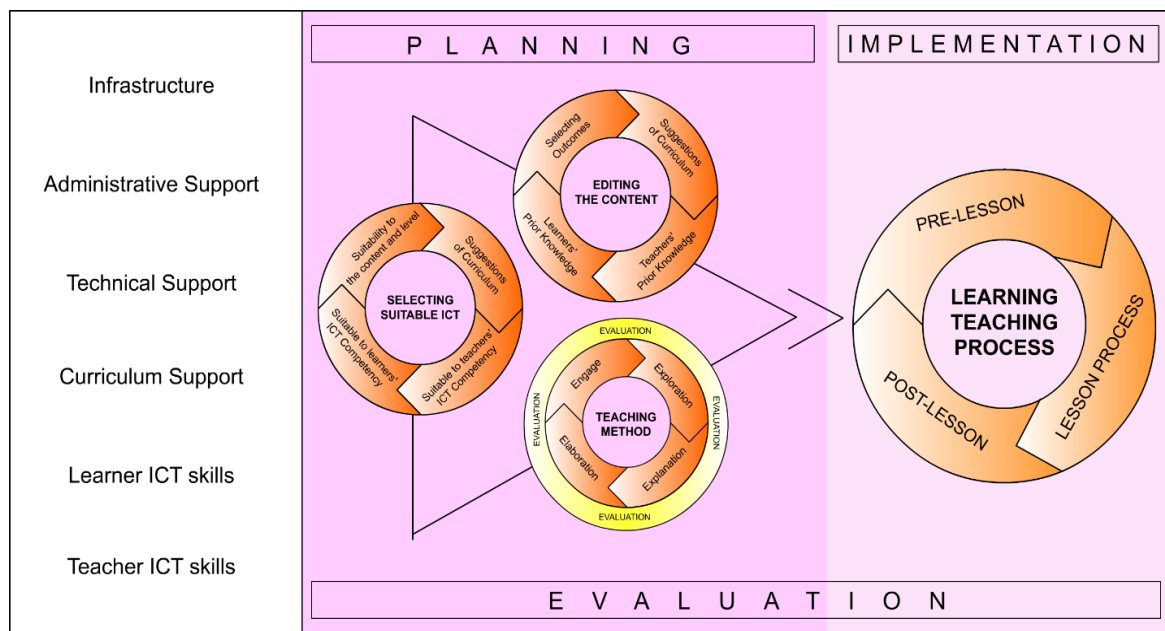 PLANNING
IMPLEMENTATION
Infrastructure
Administrative Support
Technical Support
Curriculum Support
Learner ICT skills
Teacher ICT skills
Selecting
Outcomes
Suggestions
of Curriculum
Teachers'
Prior Knowledge
Learners'
Prior Knowledge
EDITING
THE CONTENT
Suitability to
the content and level
Suggestions
of Curriculum
Suitable to teachers'
ICT Competency
Suitable to learners'
ICT Competency
SELECTING
SUITABLE ICT
EVALUATION
EVALUATION
EVALUATION
EVALUATION
Engage
Exploration
Explanation
Elaboration
TEACHING
METHOD
PRE-LESSON
LESSON PROCESS
POST-LESSON
LEARNING
TEACHING
PROCESS
EVALUATION